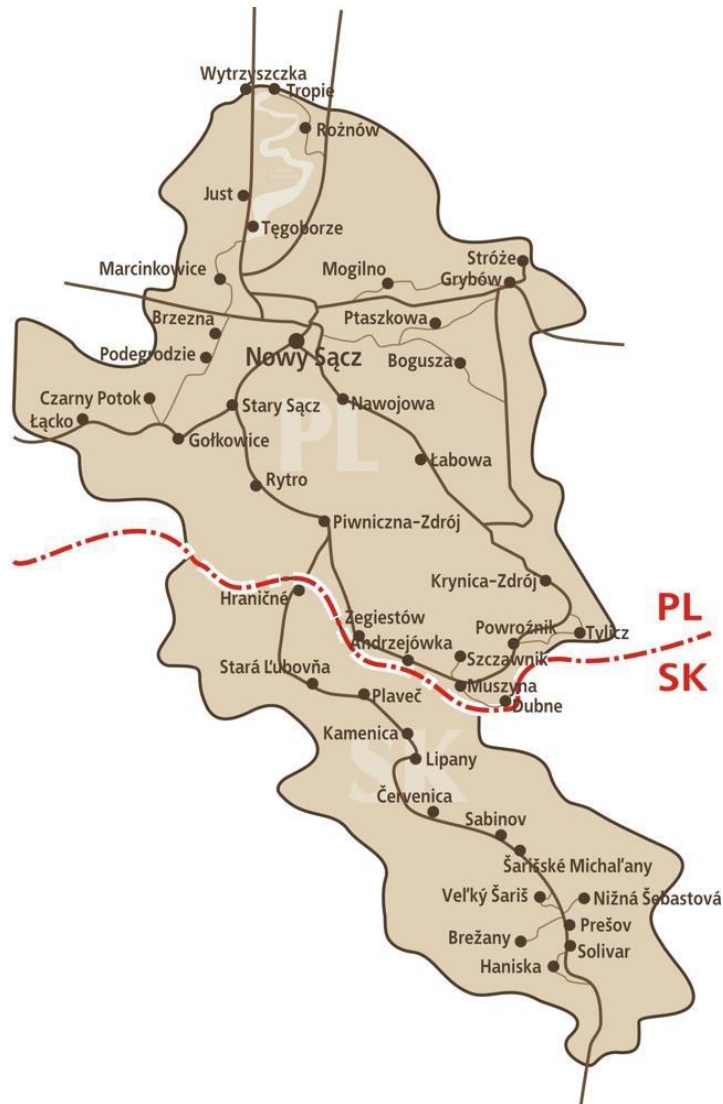 Wytrzyszczka
Tropie
Rożnów
Just
Tęgoborze
Stróże
Marcinkowice
Mogilno
Grybów
Brzezna
Ptaszkowa
Podegrodzie
Nowy Sącz
Bogusza
Czarny Potok
Stary Sącz
Nawojowa
Łącko
PL
Gołkowice
Łabowa
Rytro
Piwniczna-Zdrój
Krynica-Zdrój
Hraničné
PL
Żegiestów
Powroźnik
Tylicz
Andrzejówka
Szczawnik
Stará Ľubovňa
SK
Plaveč
Muszyna
Dubne
Kamenica
SK
Lipany
Červenica
Sabinov
Šarišské Michaľany
Veľký Šariš
Nižná Šebastová
Prešov
Brežany
Solivar
Haniska